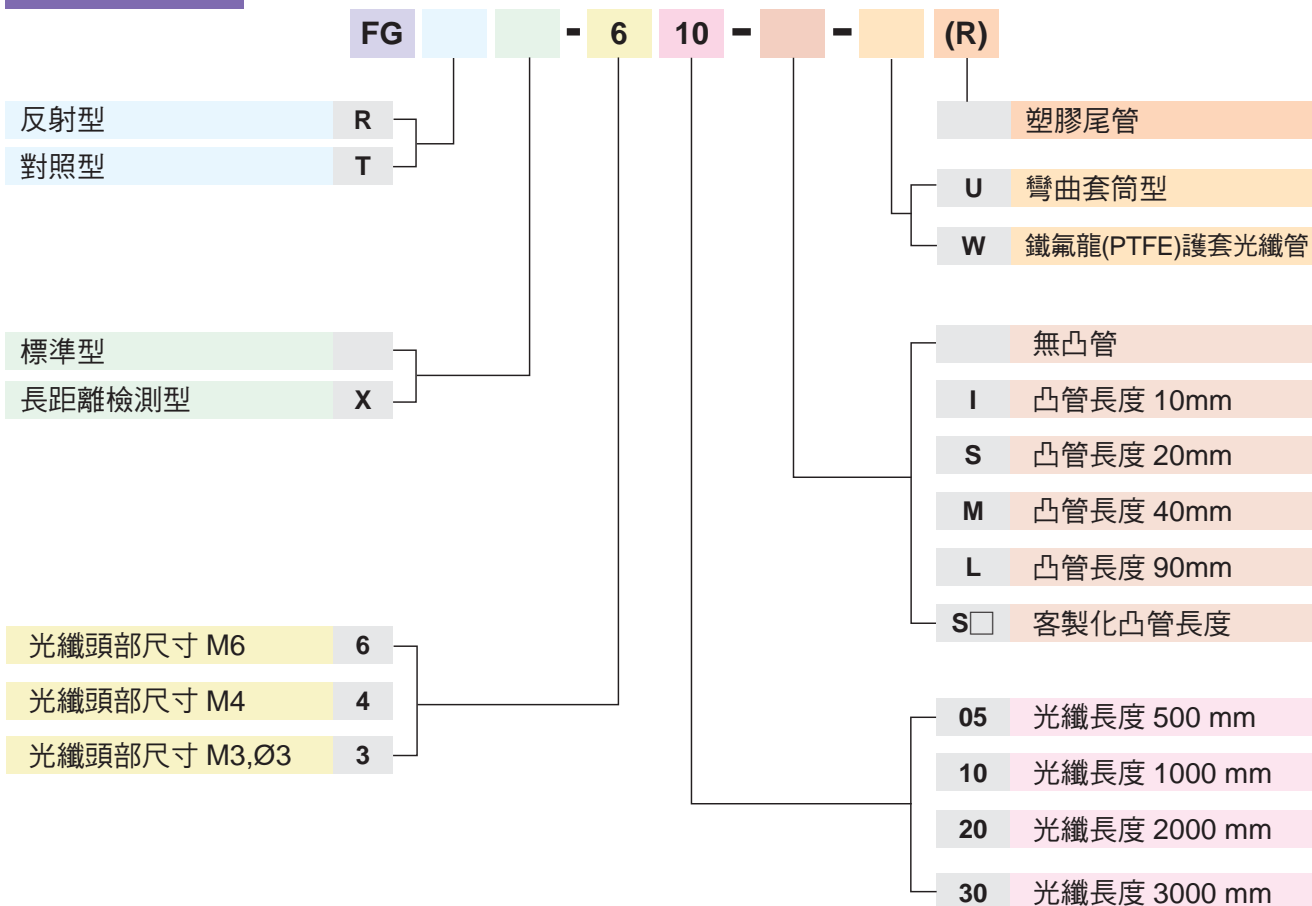 FG - 6 10 - - (R)
反射型 R
對照型 T
塑膠尾管
U 彎曲套筒型
W 鐵氟龍(PTFE)護套光纖管
標準型
長距離檢測型 X
無凸管
I 凸管長度 10mm
S 凸管長度 20mm
M 凸管長度 40mm
L 凸管長度 90mm
S□ 客製化凸管長度
光纖頭部尺寸 M6 6
光纖頭部尺寸 M4 4
光纖頭部尺寸 M3,Ø3 3
05 光纖長度 500 mm
10 光纖長度 1000 mm
20 光纖長度 2000 mm
30 光纖長度 3000 mm